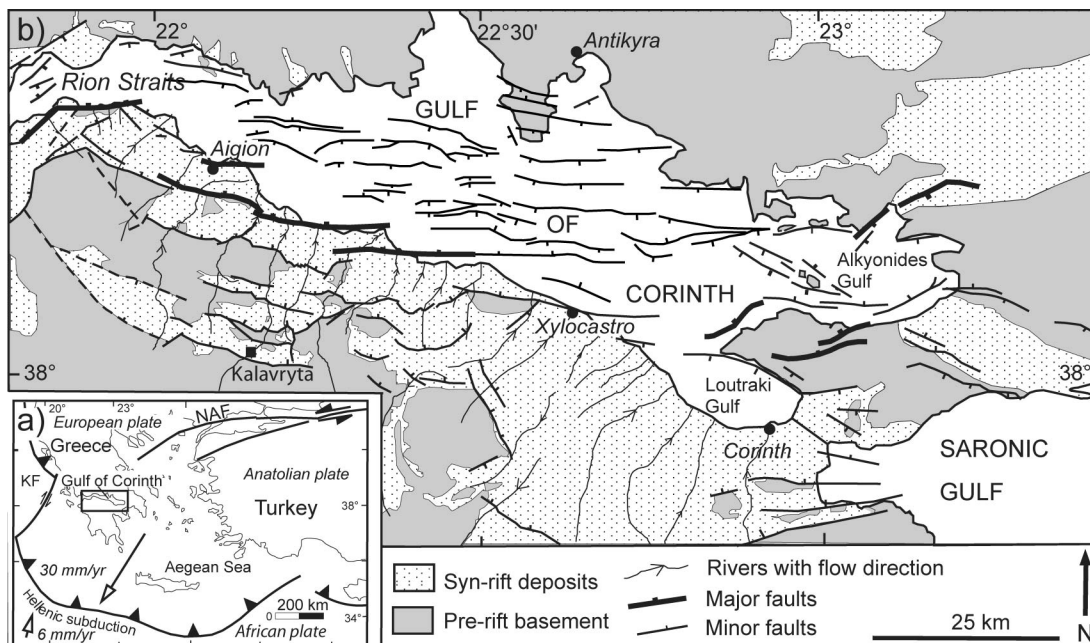 b)
22°
22°30'
23
Antikyra
Rion Straits
GULF
Aigion
OF
Alkyonides
Gulf
CORINTH
Xylocastro
38°
Kalavryta
38°
Loutraki
Gulf
Corinth
SARONIC
GULF
a)
20°
23°
NAF
European plate
Greece
Anatolian plate
KF
Gulf of Corinth
Turkey
38°
30 mm/yr
Aegean Sea
Hellenic subduction
200 km
34°
6 mm/yr
African plate
Syn-rift deposits
Pre-rift basement
Rivers with flow direction
Major faults
Minor faults
25 km
N